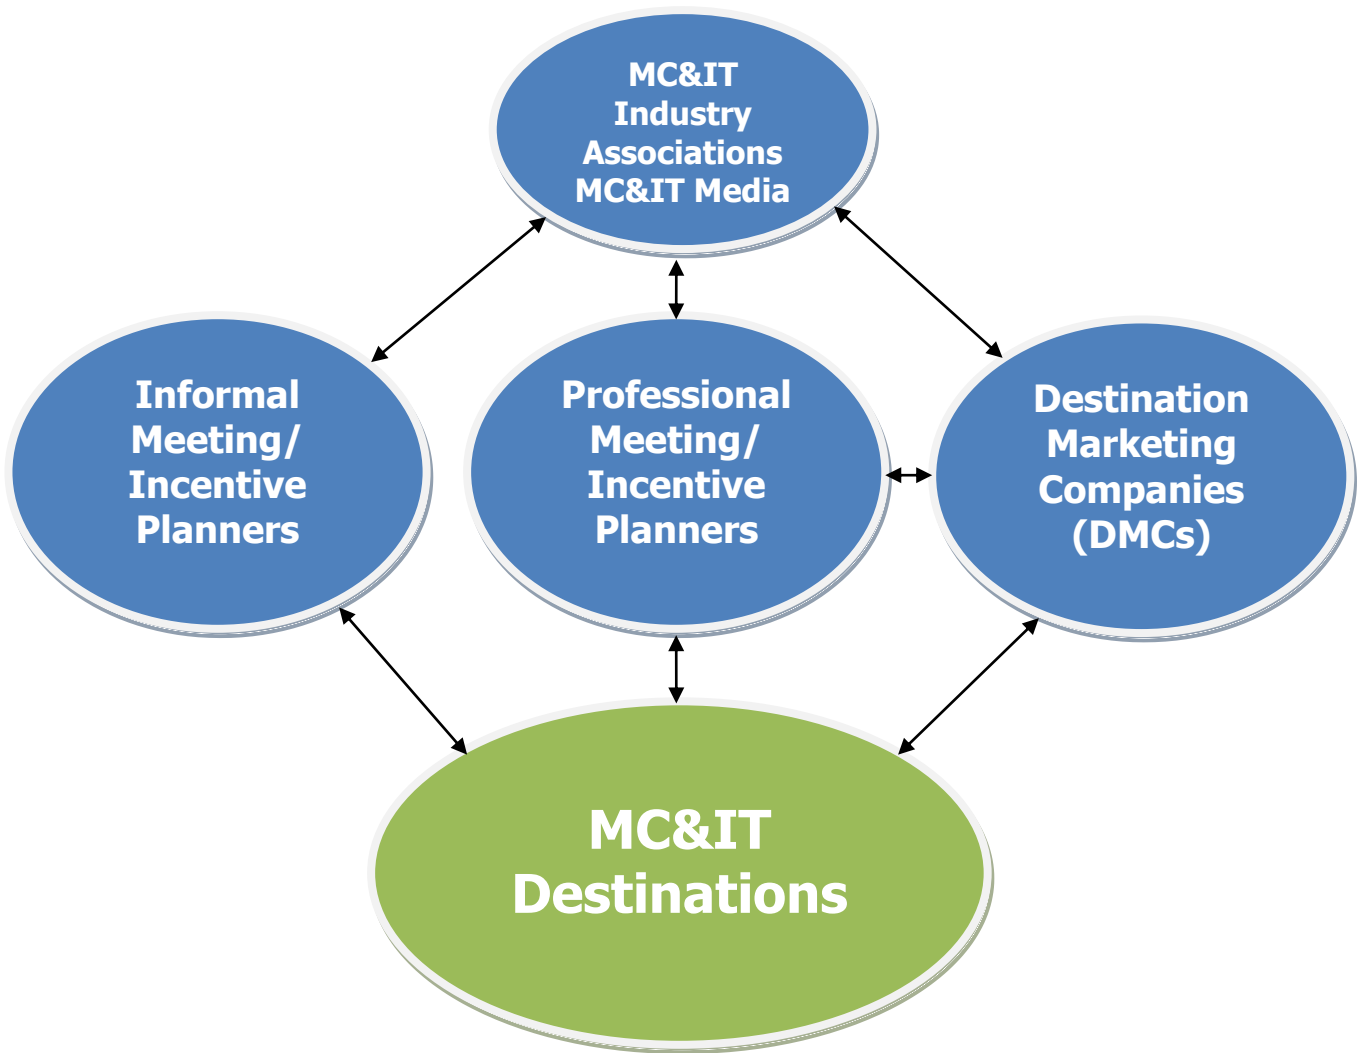 MC&IT
Industry
Associations
MC&IT Media
Informal
Meeting/
Incentive
Planners
Professional
Meeting/
Incentive
Planners
Destination
Marketing
Companies
(DMCs)
MC&IT
Destinations